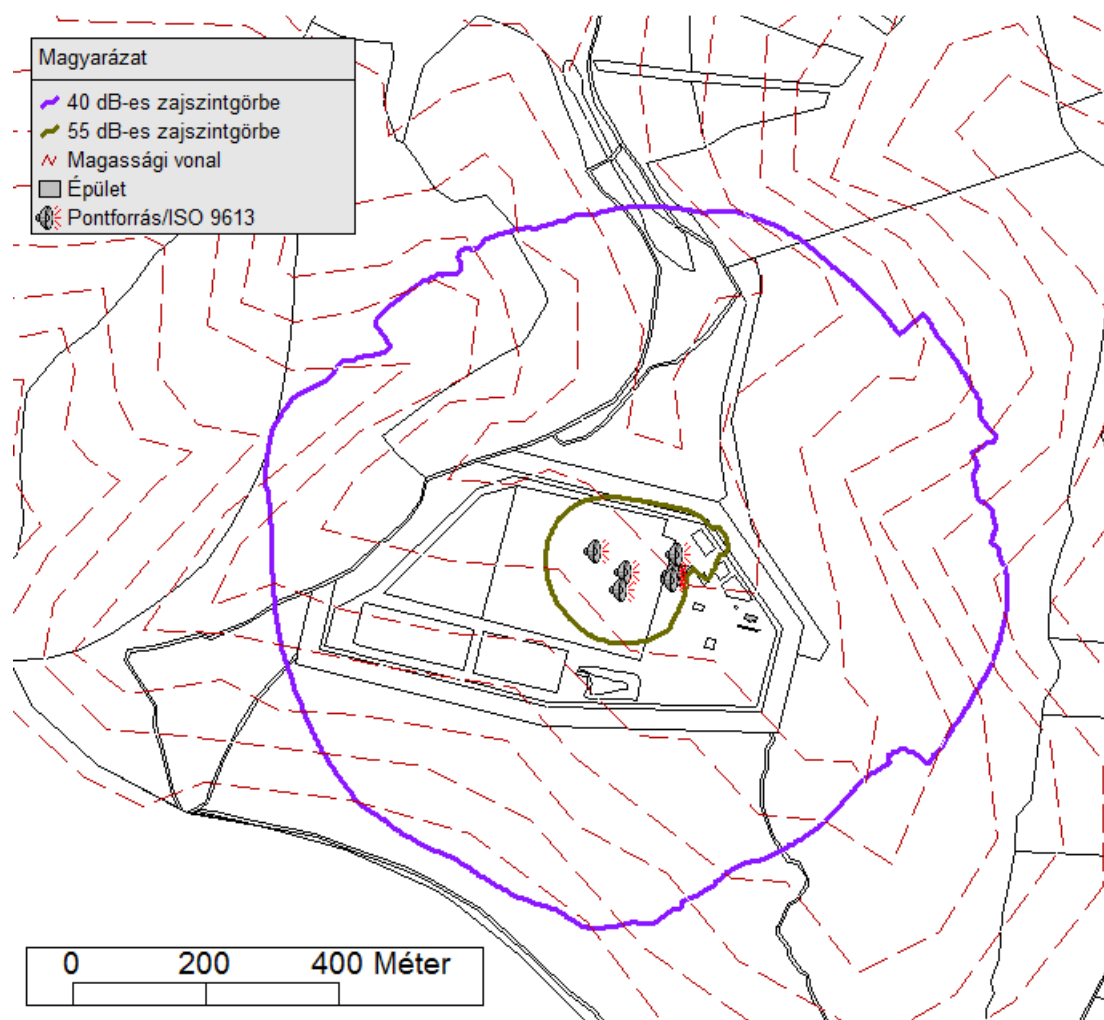 Magyarázat
40 dB-es zajszintgörbe
55 dB-es zajszintgörbe
Magassági vonal
Épület
Pontforrás/ISO 9613
0 200 400 Méter